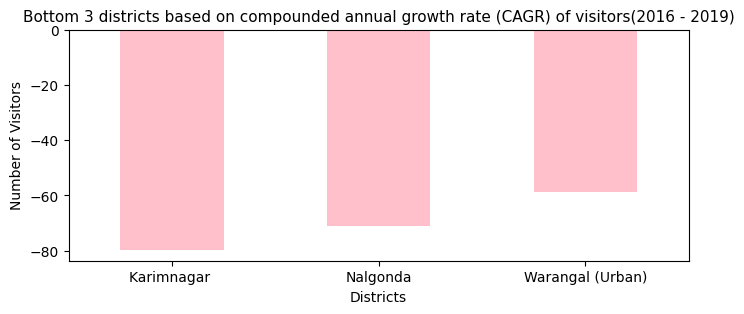 Bottom 3 districts based on compounded annual growth rate (CAGR) of visitors(2016 - 2019)
Number of Visitors
0
−20
−40
−60
−80
Karimnagar
Nalgonda
Warangal (Urban)
Districts